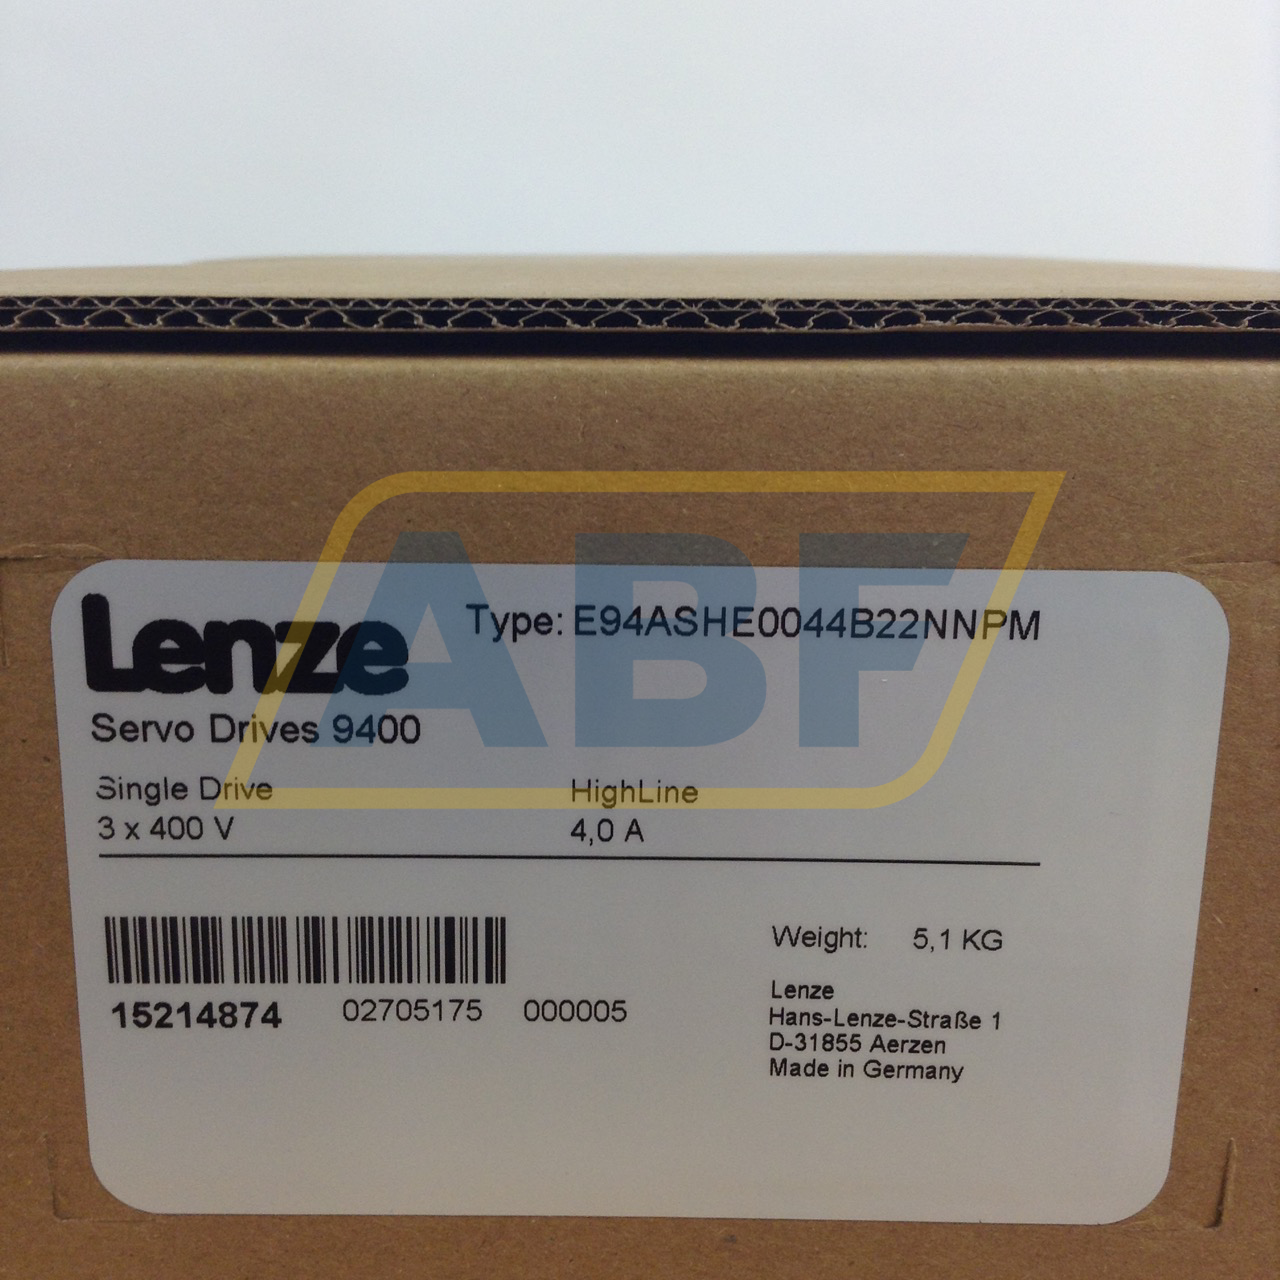 Lenze
Type: E94ASHE0044B22NNPM
Servo Drives 9400
Single Drive HighLine
3 x 400 V 4,0 A
15214874 02705175 000005
Weight: 5,1 KG
Lenze
Hans-Lenze-Straße 1
D-31855 Aerzen
Made in Germany
ABF